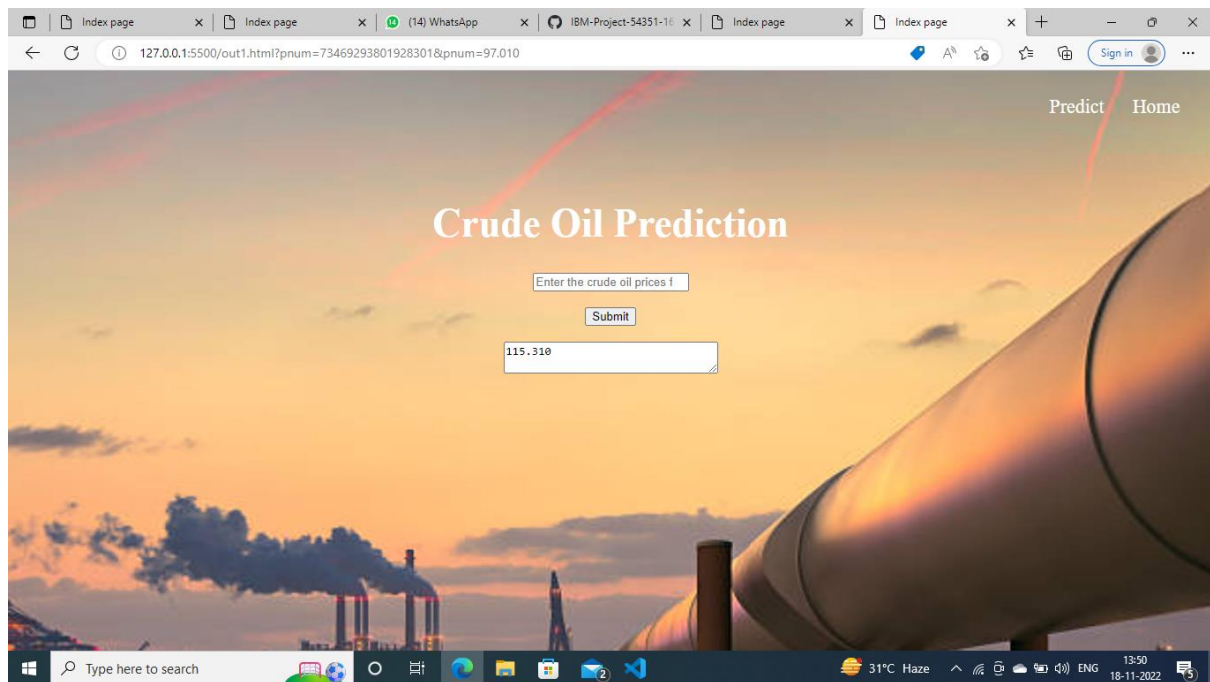 Index page
Index page
(14) WhatsApp
IBM-Project-54351-16
Index page
Index page
127.0.0.1:5500/out1.html?pnum=73469293801928301&pnum=97.010
Sign in
Predict
Home
Crude Oil Prediction
Enter the crude oil prices f
Submit
115.310
Type here to search
2
31°C Haze
ENG
13:50
18-11-2022
5